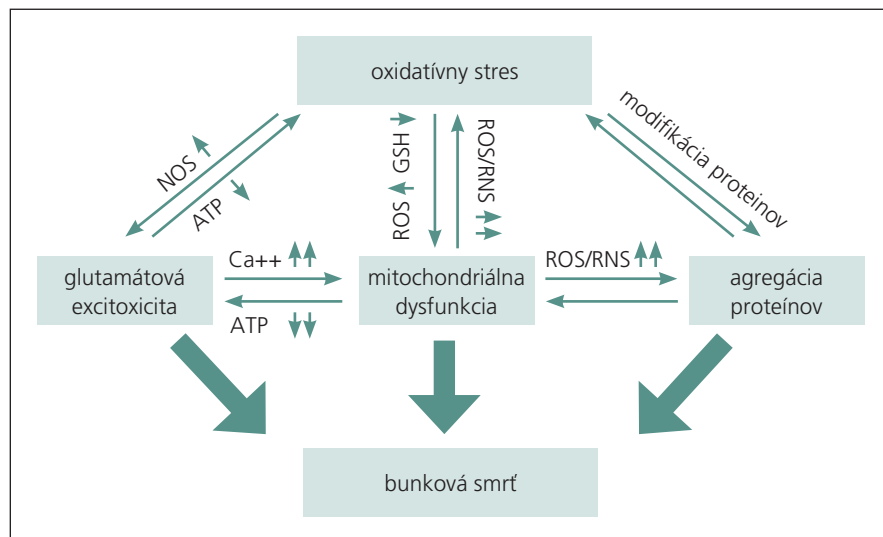 oxidatívny stres
NOS
ATP
ROS GSH
ROS/RNS
modifikácia proteinov
glutamátová
excitoxicita
Ca++
ATP
mitochondriálna
dysfunkcia
ROS/RNS
agregácia
proteínov
bunková smrť